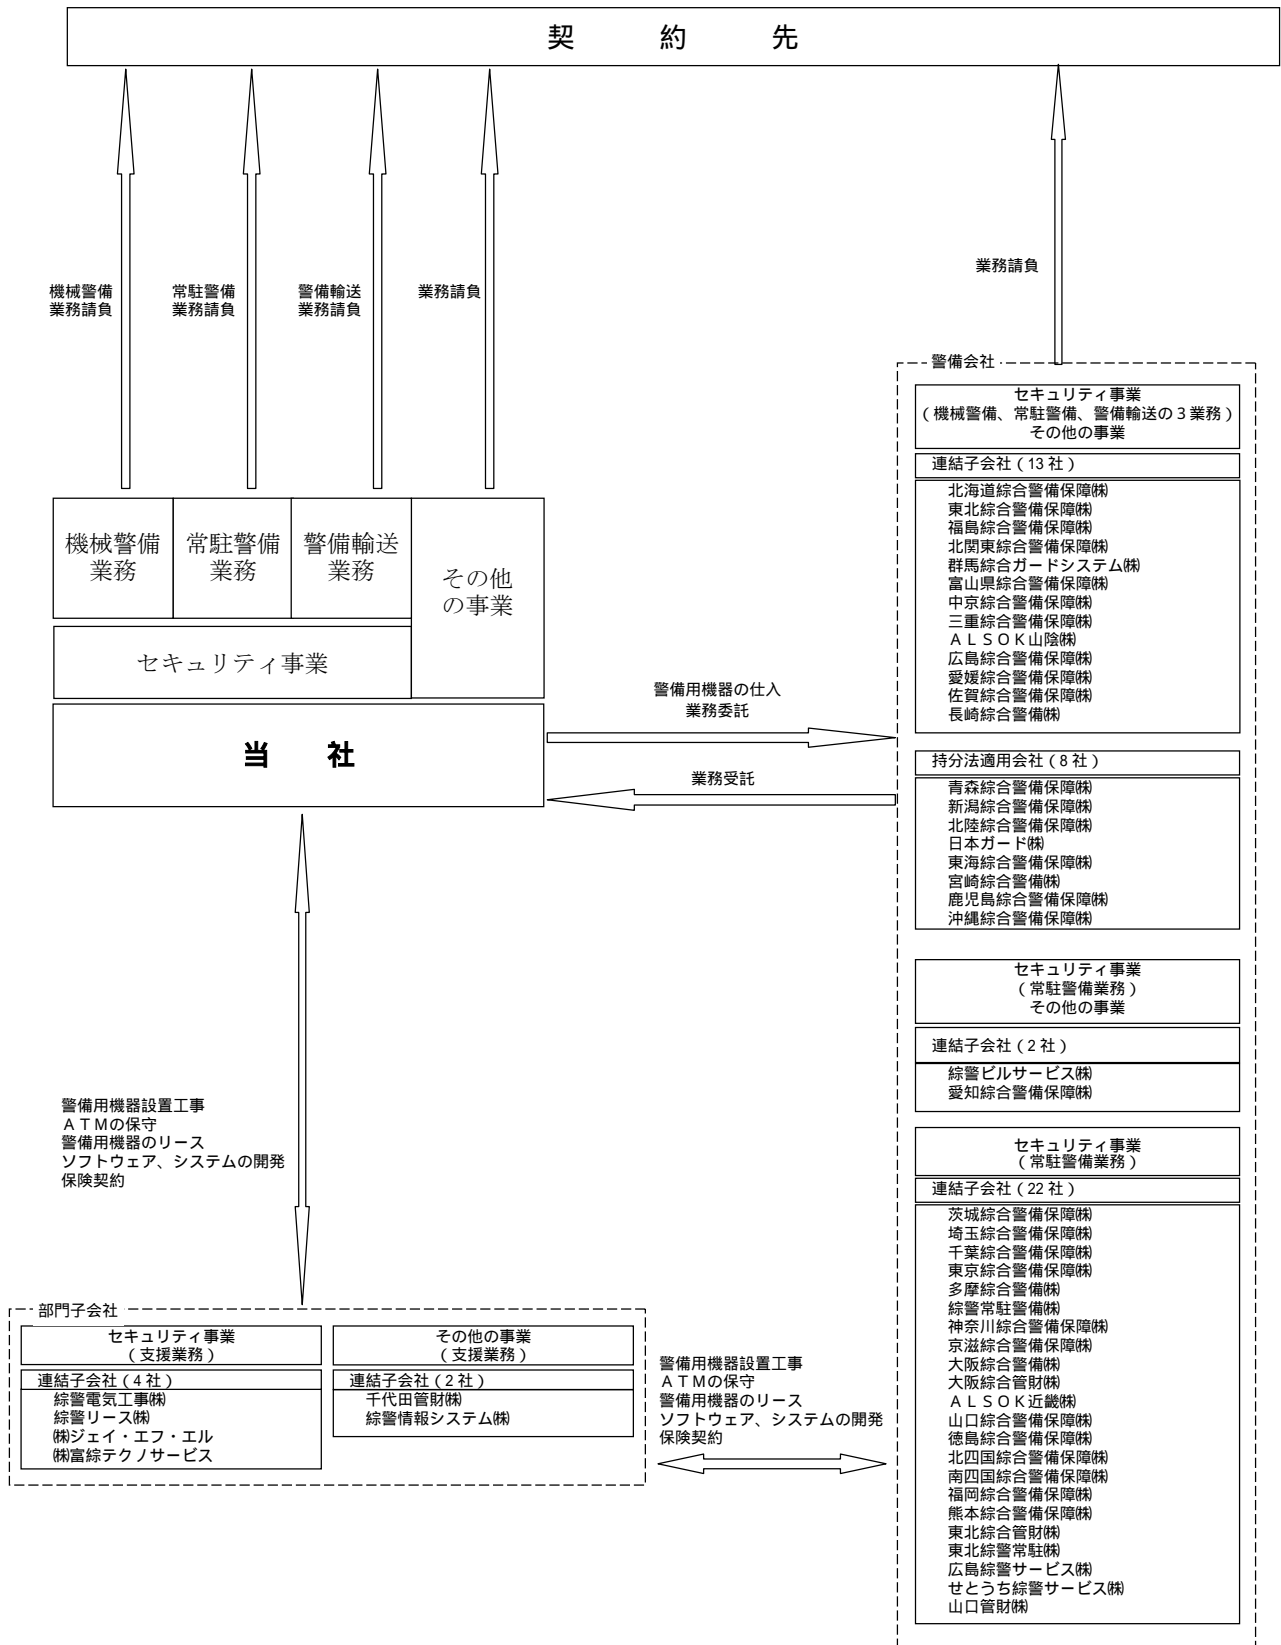 契 約 先
機械警備
業務請負
常駐警備
業務請負
警備輸送
業務請負
業務請負
業務請負
機械警備
業務
常駐警備
業務
警備輸送
業務
その他
の事業
セキュリティ事業
当 社
警備用機器の仕入
業務委託
業務受託
警備会社
セキュリティ事業
(機械警備、常駐警備、警備輸送の3業務)
その他の事業
連結子会社(13社)
北海道綜合警備保障㈱
東北綜合警備保障㈱
福島綜合警備保障㈱
北関東綜合警備保障㈱
群馬綜合ガードシステム㈱
富山県綜合警備保障㈱
中京綜合警備保障㈱
三重綜合警備保障㈱
ALSOK山陰㈱
広島綜合警備保障㈱
愛媛綜合警備保障㈱
佐賀綜合警備保障㈱
長崎綜合警備㈱
持分法適用会社(8社)
青森綜合警備保障㈱
新潟綜合警備保障㈱
北陸綜合警備保障㈱
日本ガード㈱
東海綜合警備保障㈱
宮崎綜合警備㈱
鹿児島綜合警備保障㈱
沖縄綜合警備保障㈱
セキュリティ事業
(常駐警備業務)
その他の事業
連結子会社(2社)
綜警ビルサービス㈱
愛知綜合警備保障㈱
セキュリティ事業
(常駐警備業務)
連結子会社(22社)
茨城綜合警備保障㈱
埼玉綜合警備保障㈱
千葉綜合警備保障㈱
東京綜合警備保障㈱
多摩綜合警備㈱
綜警常駐警備㈱
神奈川綜合警備保障㈱
京滋綜合警備保障㈱
大阪綜合警備㈱
大阪綜合管財㈱
ALSOK近畿㈱
山口綜合警備保障㈱
徳島綜合警備保障㈱
北四国綜合警備保障㈱
南四国綜合警備保障㈱
福岡綜合警備保障㈱
熊本綜合警備保障㈱
東北綜合管財㈱
東北綜警常駐㈱
広島綜警サービス㈱
せとうち綜警サービス㈱
山口管財㈱
警備用機器設置工事
ATMの保守
警備用機器のリース
ソフトウェア、システムの開発
保険契約
部門子会社
セキュリティ事業
(支援業務)
連結子会社(4社)
綜警電気工事㈱
綜警リース㈱
㈱ジェイ・エフ・エル
㈱富綜テクノサービス
その他の事業
(支援業務)
連結子会社(2社)
千代田管財㈱
綜警情報システム㈱
警備用機器設置工事
ATMの保守
警備用機器のリース
ソフトウェア、システムの開発
保険契約